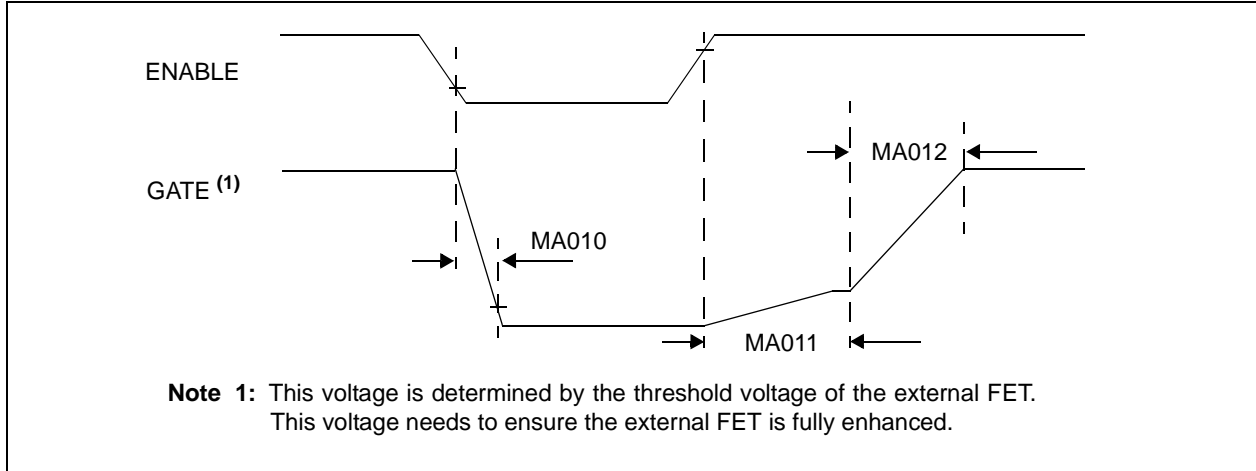 ENABLE
MA012
GATE (1)
MA010
MA011
Note 1: This voltage is determined by the threshold voltage of the external FET.
This voltage needs to ensure the external FET is fully enhanced.